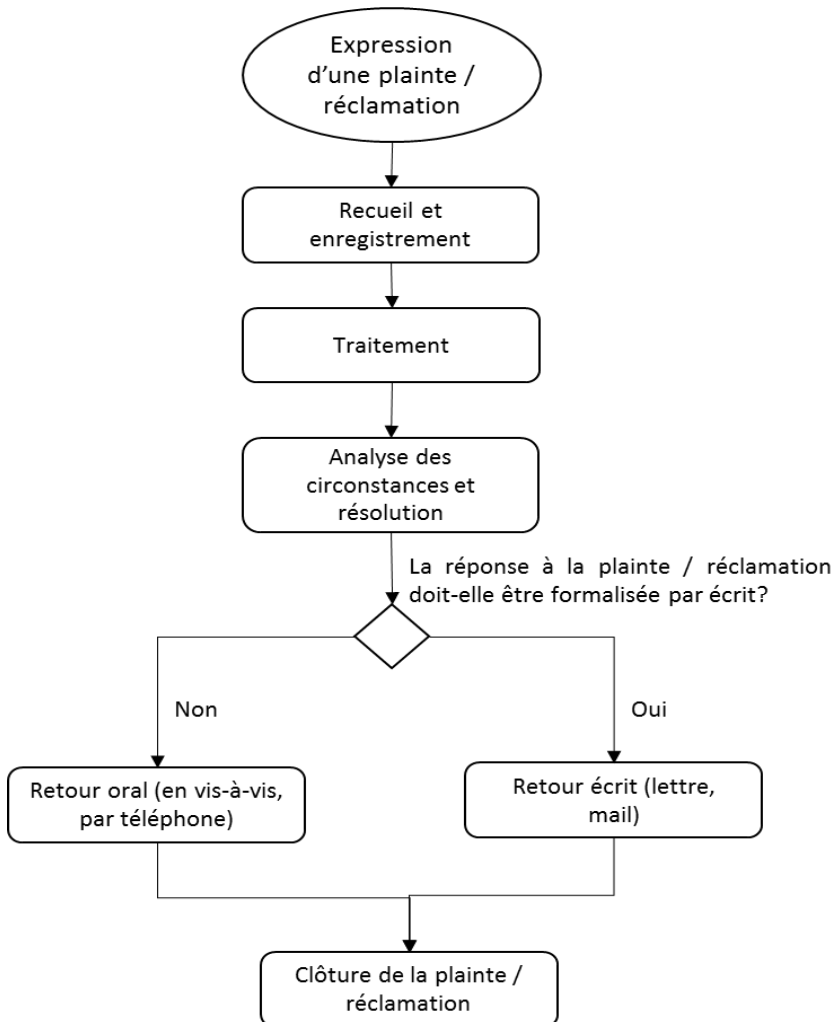 Expression
d’une plainte /
réclamation
Recueil et
enregistrement
Traitement
Analyse des
circonstances et
résolution
La réponse à la plainte / réclamation
doit-elle être formalisée par écrit?
Non
Oui
Retour oral (en vis-à-vis,
par téléphone)
Retour écrit (lettre,
mail)
Clôture de la plainte /
réclamation